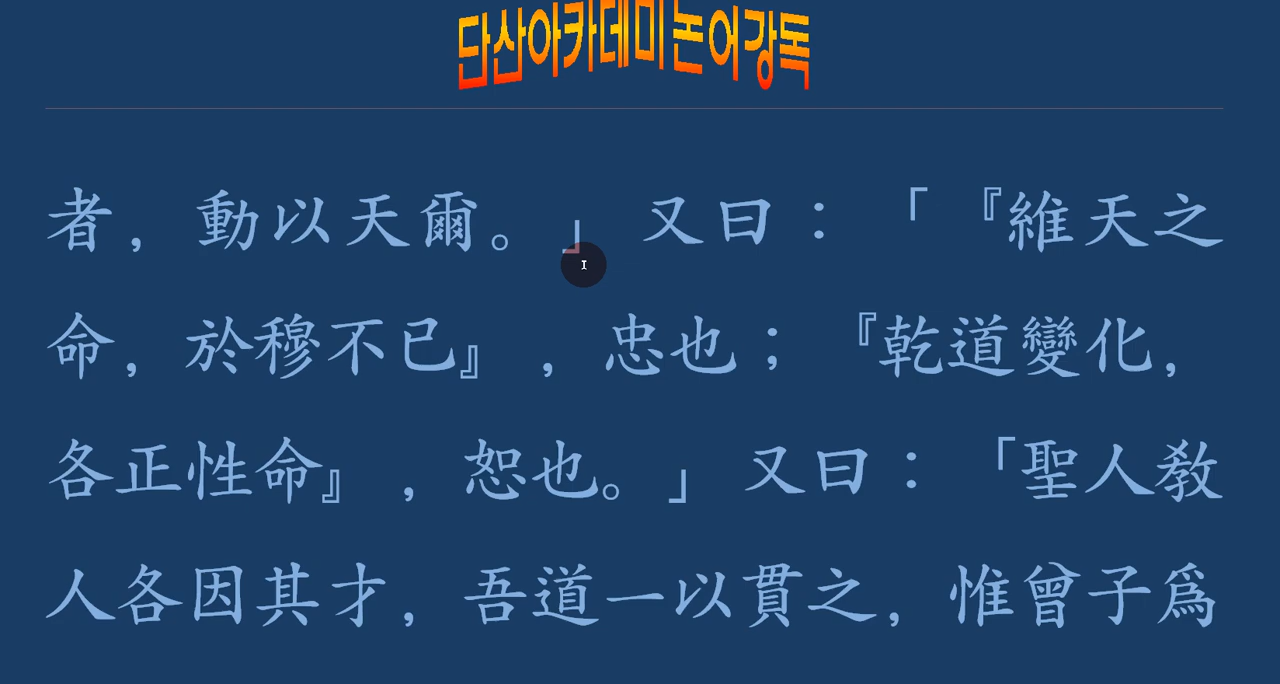 단산아카데미 논어강독
者，動以天爾。」 又曰：「『維天之
命，於穆不已』，忠也；『乾道變化，
各正性命』，恕也。」又曰：「聖人敎
人各因其才，吾道一以貫之，惟曾子爲